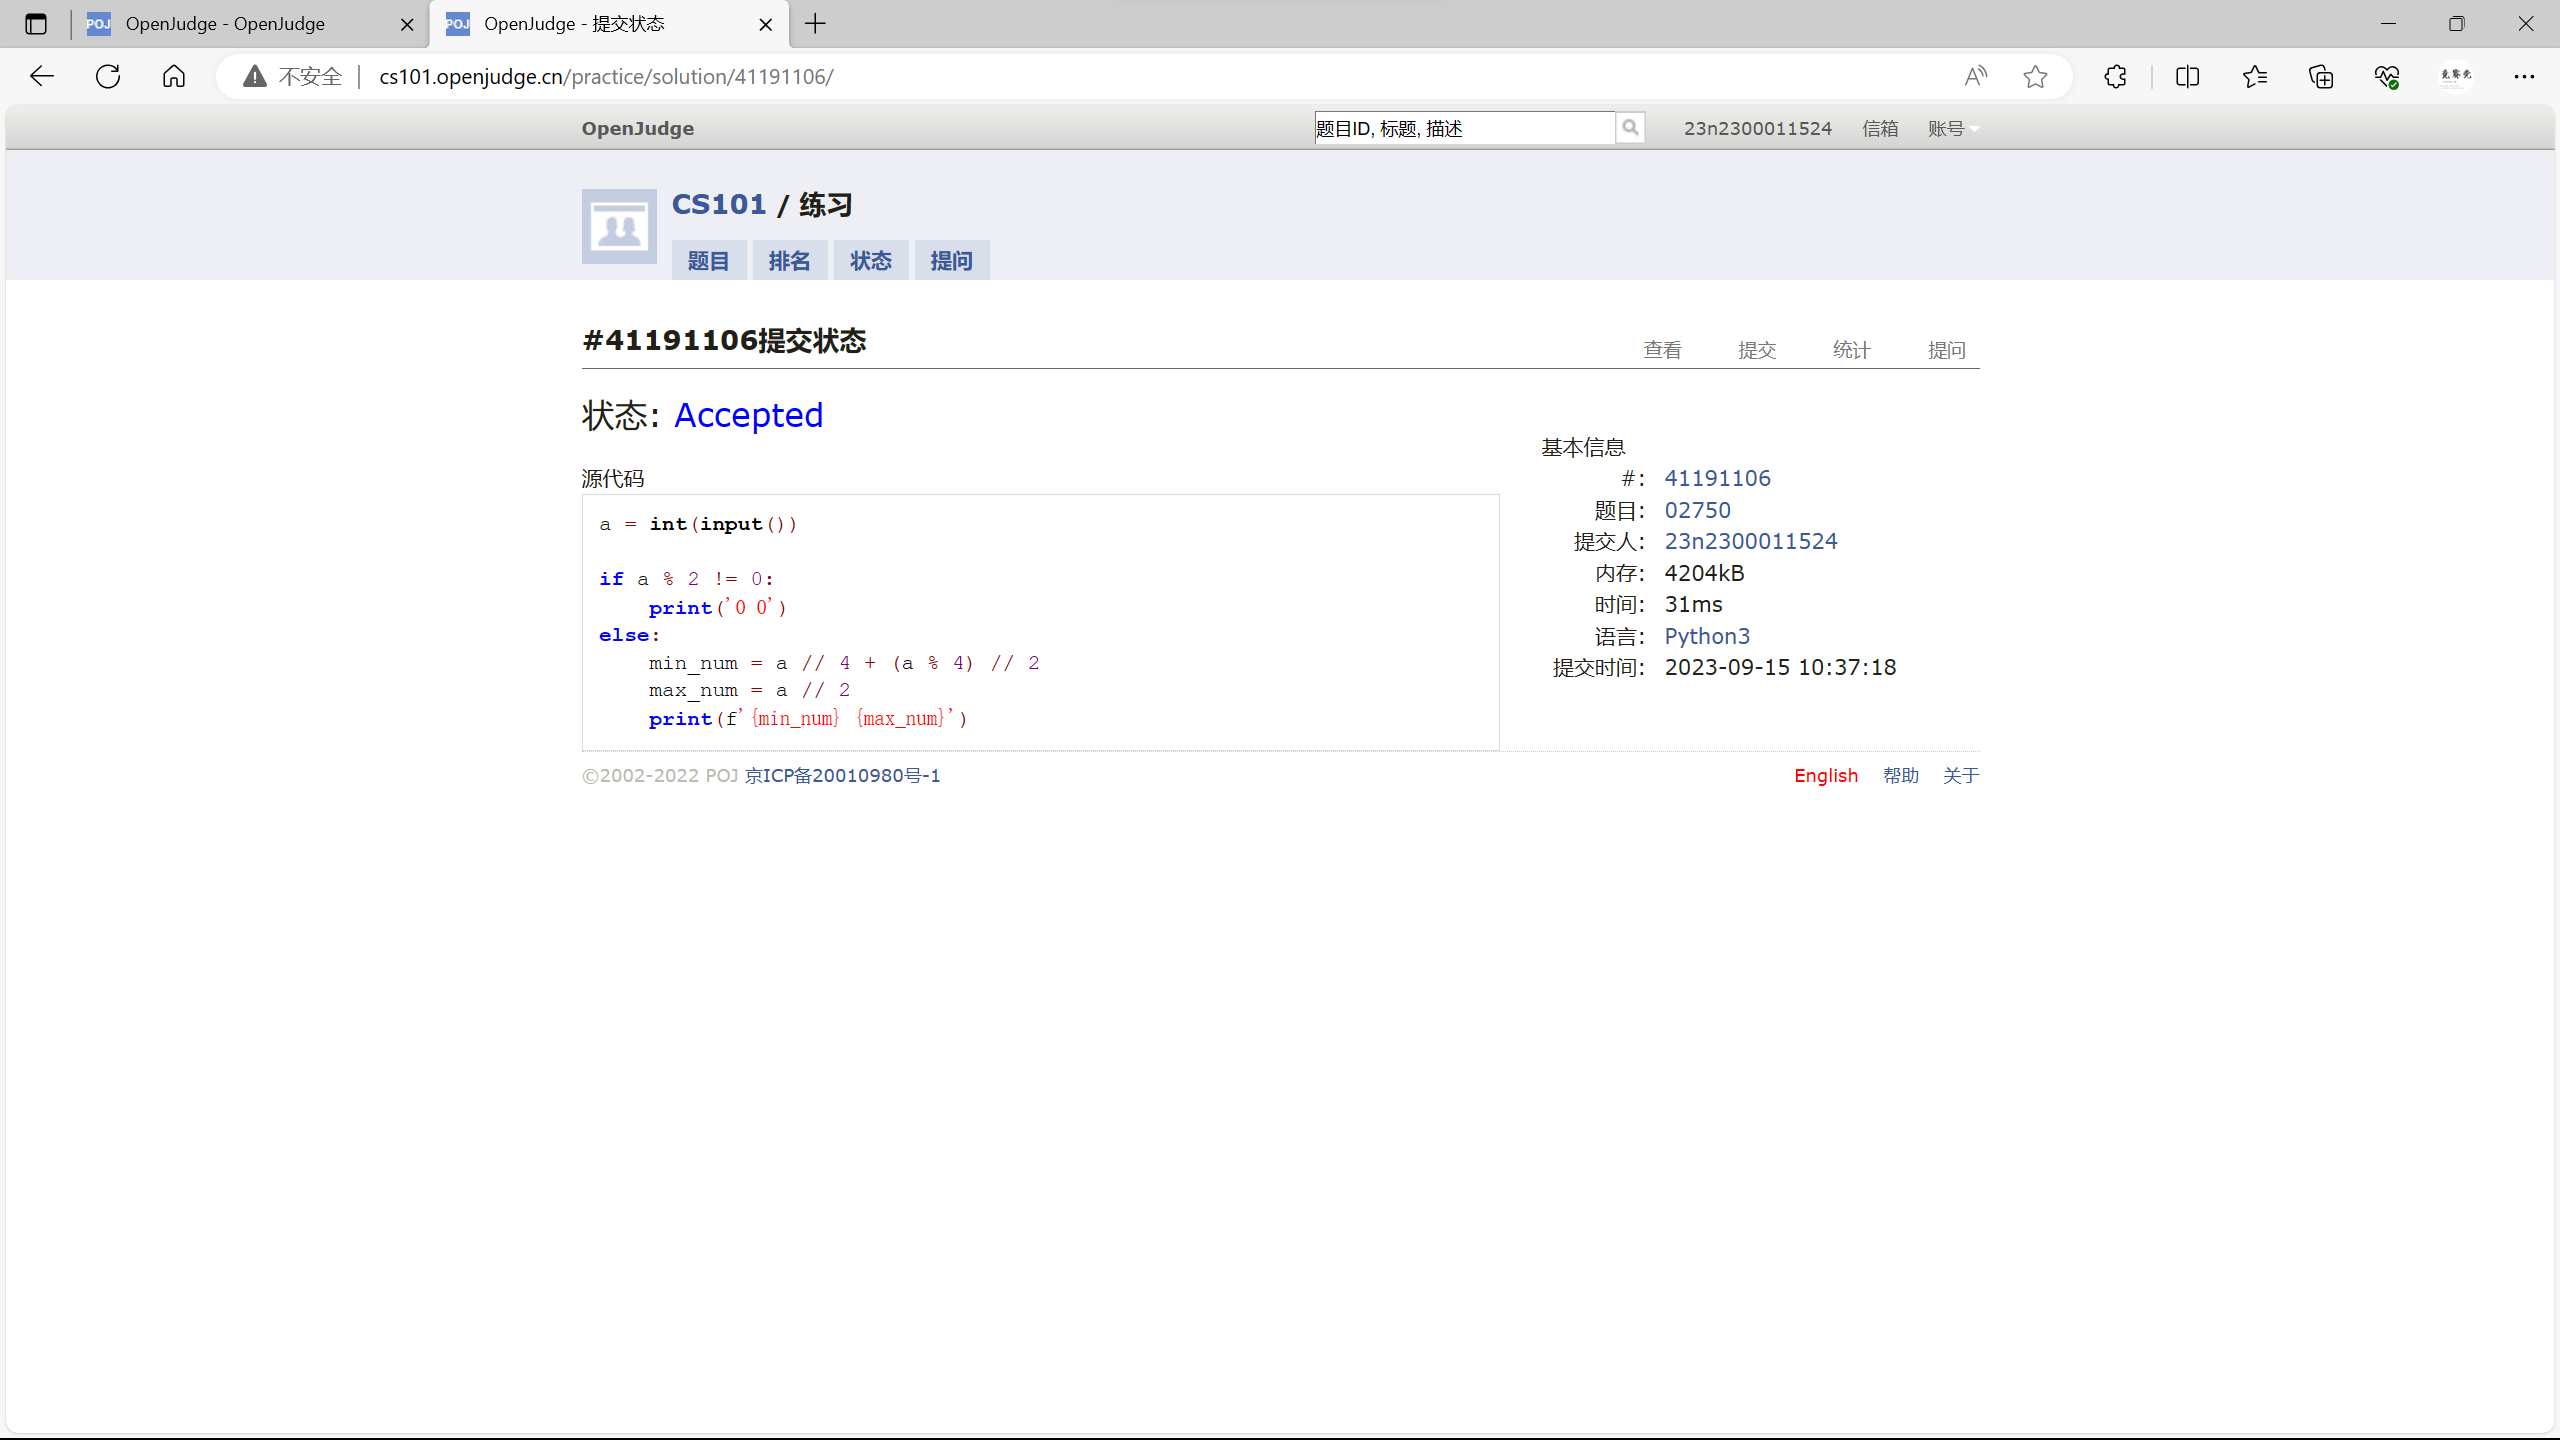 OpenJudge - OpenJudge
OpenJudge - 提交状态
不安全
cs101.openjudge.cn/practice/solution/41191106/
OpenJudge
题目ID, 标题, 描述
23n2300011524 信箱 账号
CS101 / 练习
题目 排名 状态 提问
#41191106提交状态
查看 提交 统计 提问
状态: Accepted
源代码
a = int(input())
if a % 2 != 0:
    print('0 0')
else:
    min_num = a // 4 + (a % 4) // 2
    max_num = a // 2
    print(f'{min_num} {max_num}')
基本信息
#: 41191106
题目: 02750
提交人: 23n2300011524
内存: 4204kB
时间: 31ms
语言: Python3
提交时间: 2023-09-15 10:37:18
©2002-2022 POJ 京ICP备20010980号-1
English 帮助 关于